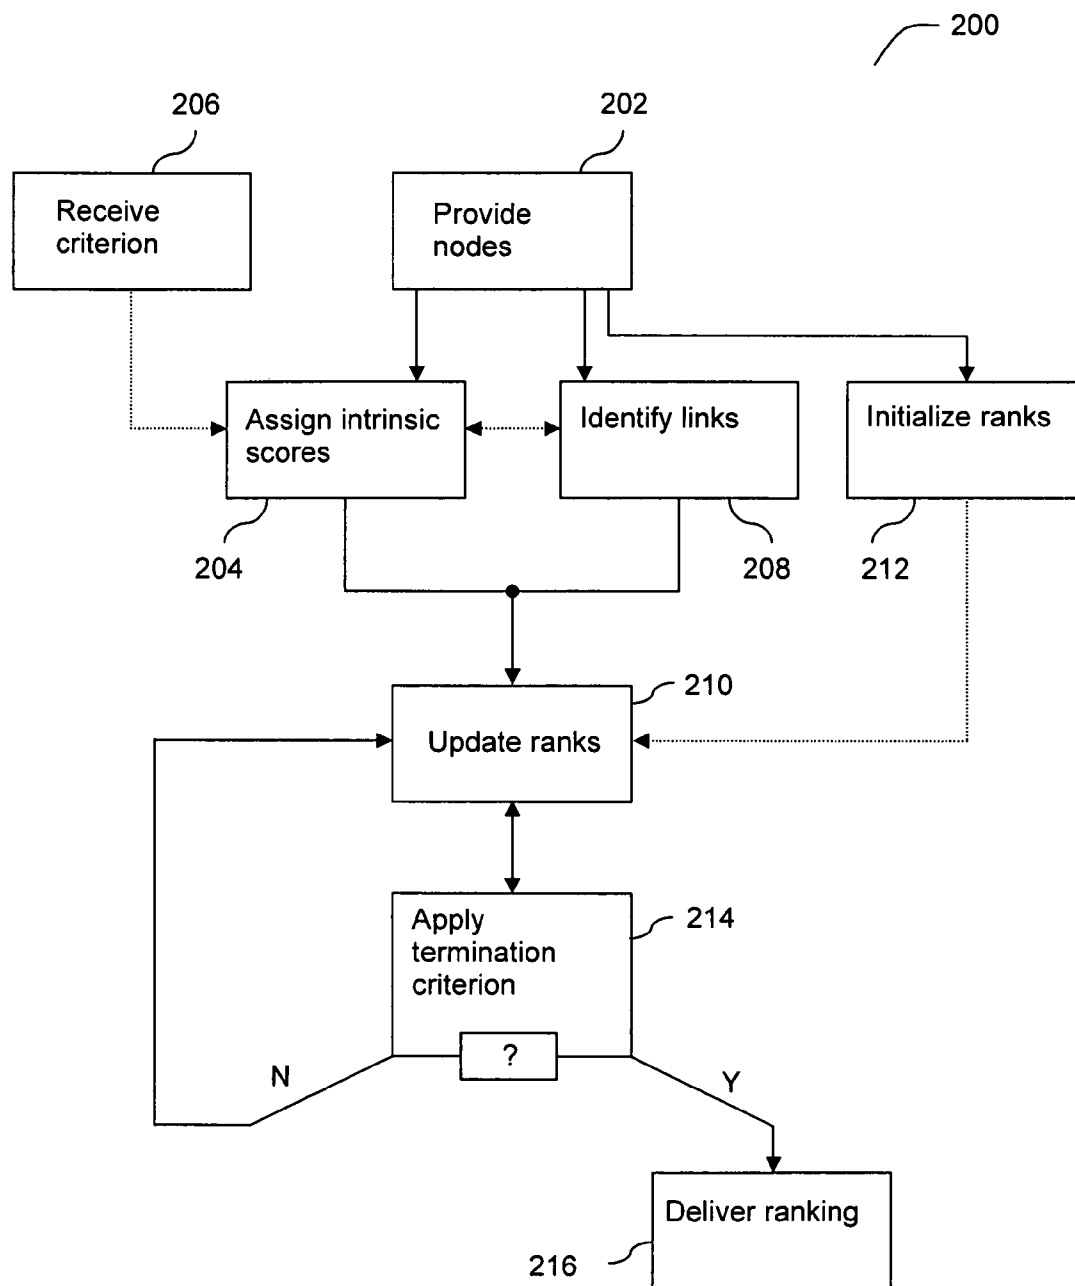 200
206
202
Receive
criterion
Provide
nodes
Assign intrinsic
scores
Identify links
Initialize ranks
204
208
212
210
Update ranks
Apply
termination
criterion
214
?
N
Y
Deliver ranking
216